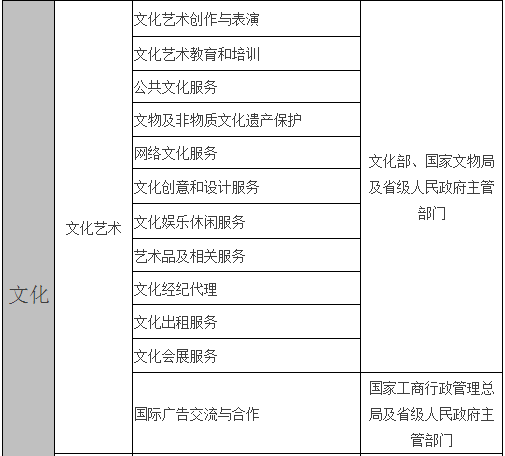 文化
文化艺术
文化艺术创作与表演
文化艺术教育和培训
公共文化服务
文物及非物质文化遗产保护
网络文化服务
文化创意和设计服务
文化娱乐休闲服务
艺术品及相关服务
文化经纪代理
文化出租服务
文化会展服务
文化部、国家文物局
及省级人民政府主管
部门
国际广告交流与合作
国家工商行政管理总
局及省级人民政府主
管部门